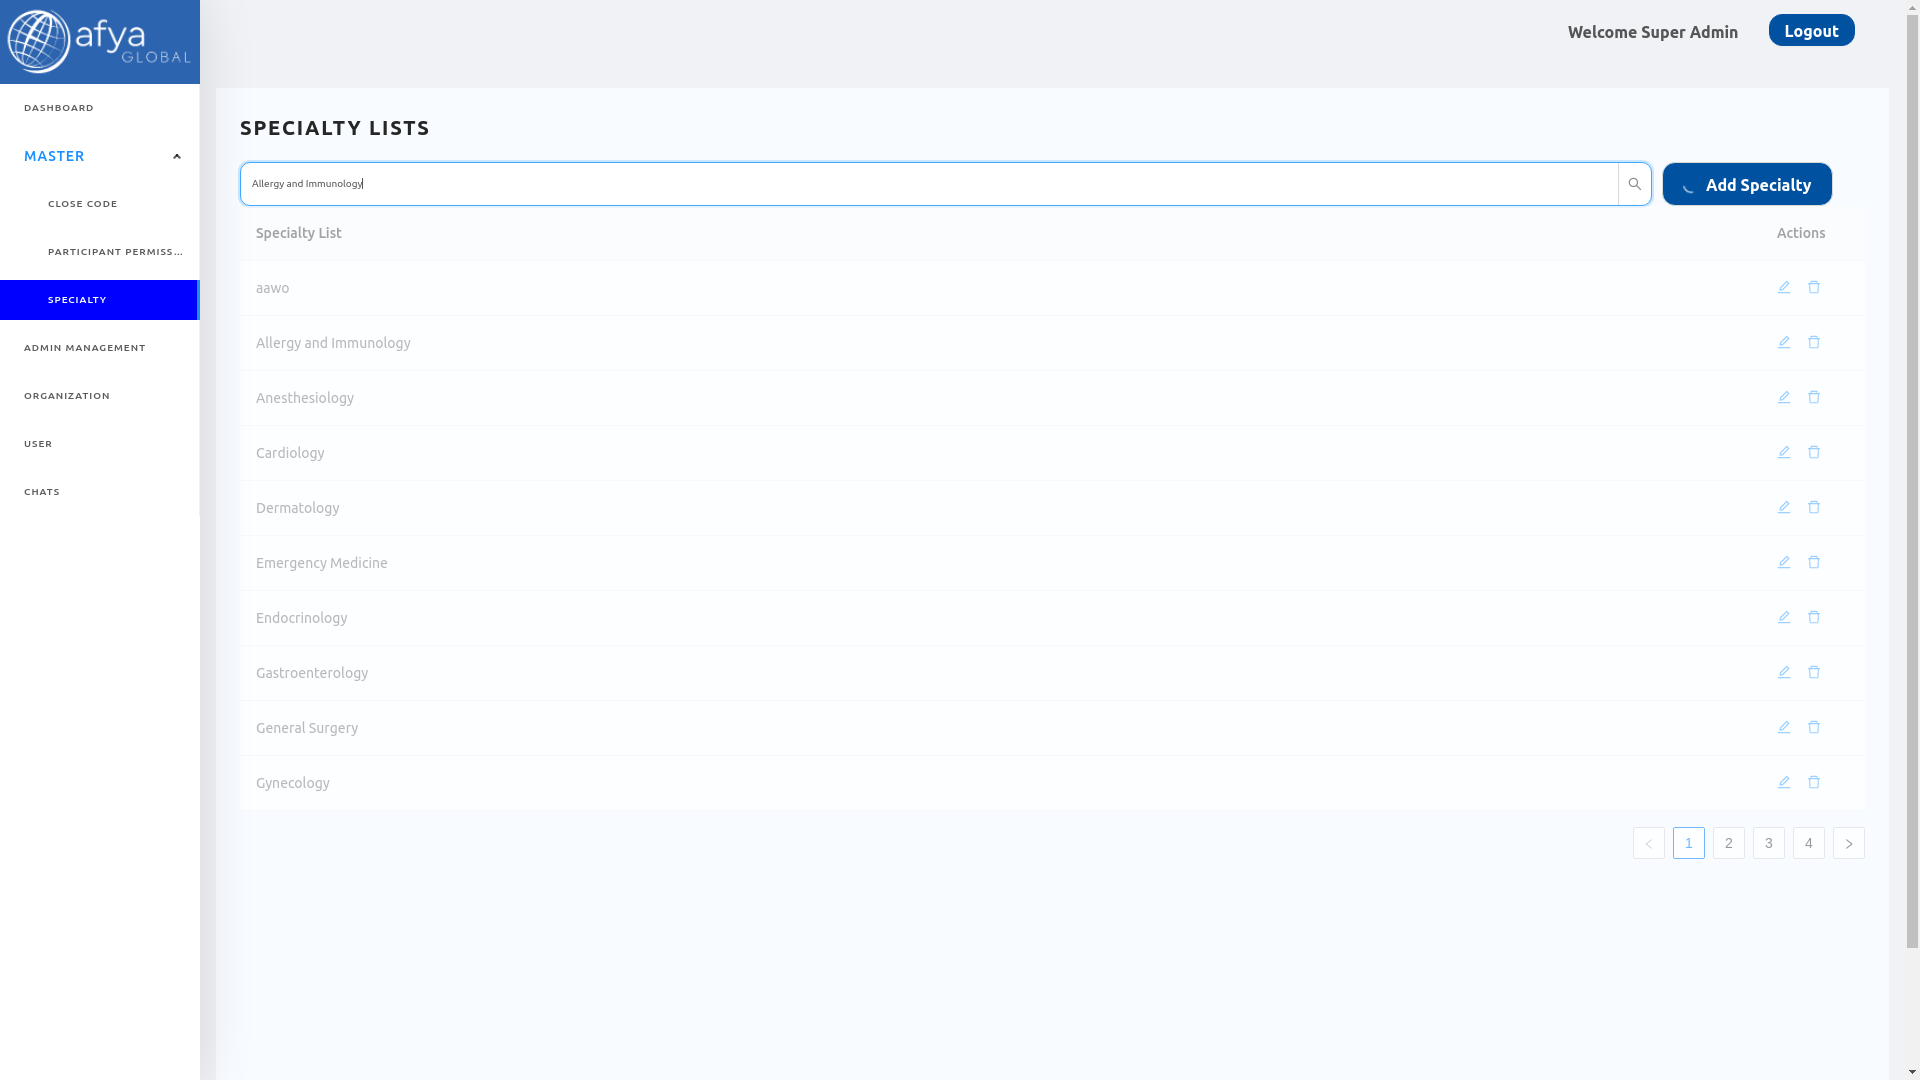 afya
GLOBAL
Welcome Super Admin
Logout
DASHBOARD
MASTER
CLOSE CODE
PARTICIPANT PERMISS...
SPECIALTY
ADMIN MANAGEMENT
ORGANIZATION
USER
CHATS
SPECIALTY LISTS
Allergy and Immunology
Add Specialty
Specialty List Actions
aawo
Allergy and Immunology
Anesthesiology
Cardiology
Dermatology
Emergency Medicine
Endocrinology
Gastroenterology
General Surgery
Gynecology
< 1 2 3 4 >